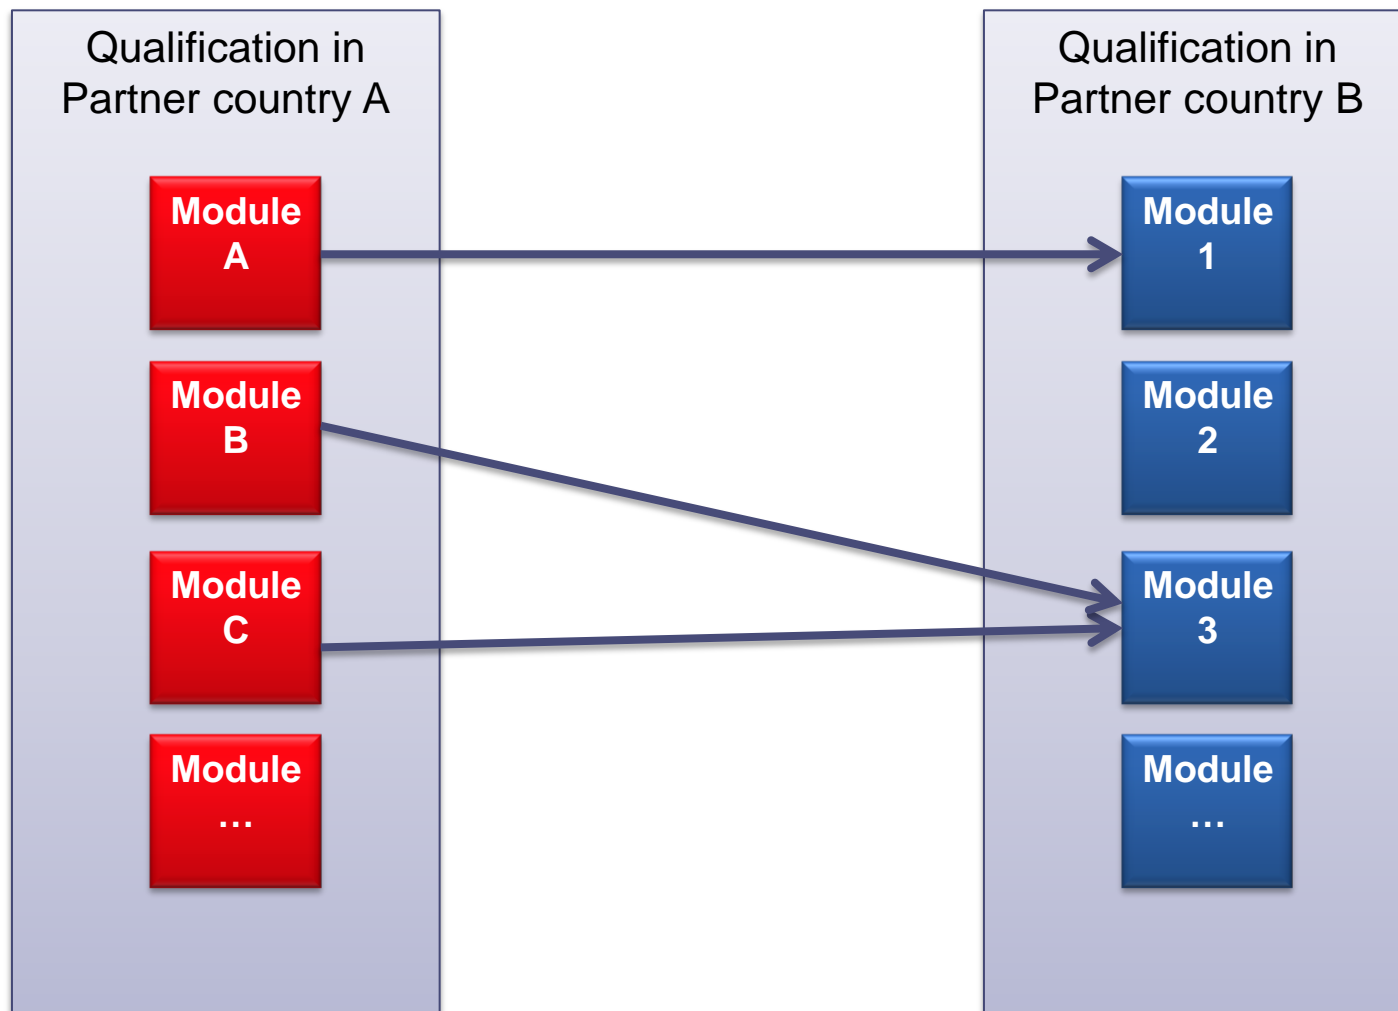 Qualification in
Partner country A
Module
A
Module
B
Module
C
Module
...
Qualification in
Partner country B
Module
1
Module
2
Module
3
Module
...